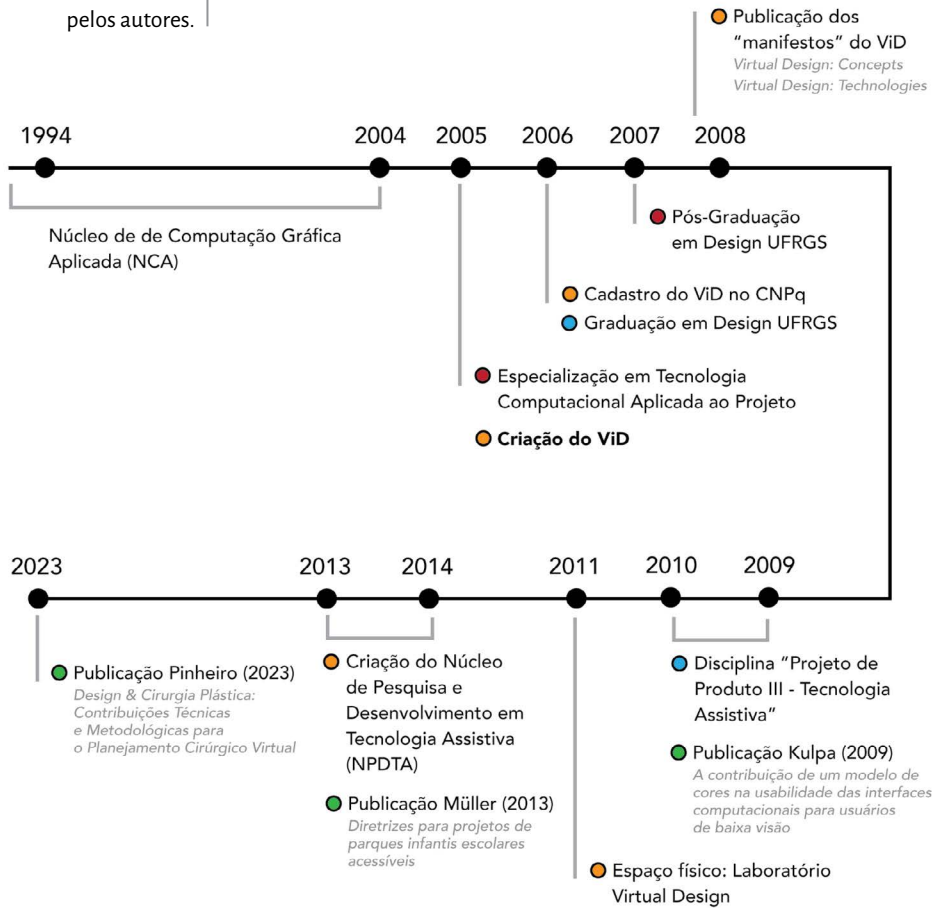 pelos autores.
Publicação dos
“manifestos” do ViD
Virtual Design: Concepts
Virtual Design: Technologies
1994
2004
2005
2006
2007
2008
Núcleo de de Computação Gráfica
Aplicada (NCA)
Pós-Graduação
em Design UFRGS
Cadastro do ViD no CNPq
Graduação em Design UFRGS
Especialização em Tecnologia
Computacional Aplicada ao Projeto
Criação do ViD
2023
2013
2014
2011
2010
2009
Publicação Pinheiro (2023)
Design & Cirurgia Plástica:
Contribuições Técnicas
e Metodológicas para
o Planejamento Cirúrgico Virtual
Criação do Núcleo
de Pesquisa e
Desenvolvimento em
Tecnologia Assistiva
(NPDTA)
Publicação Müller (2013)
Diretrizes para projetos de
parques infantis escolares
acessíveis
Disciplina “Projeto de
Produto III - Tecnologia
Assistiva”
Publicação Kulpa (2009)
A contribuição de um modelo de
cores na usabilidade das interfaces
computacionais para usuários
de baixa visão
Espaço físico: Laboratório
Virtual Design